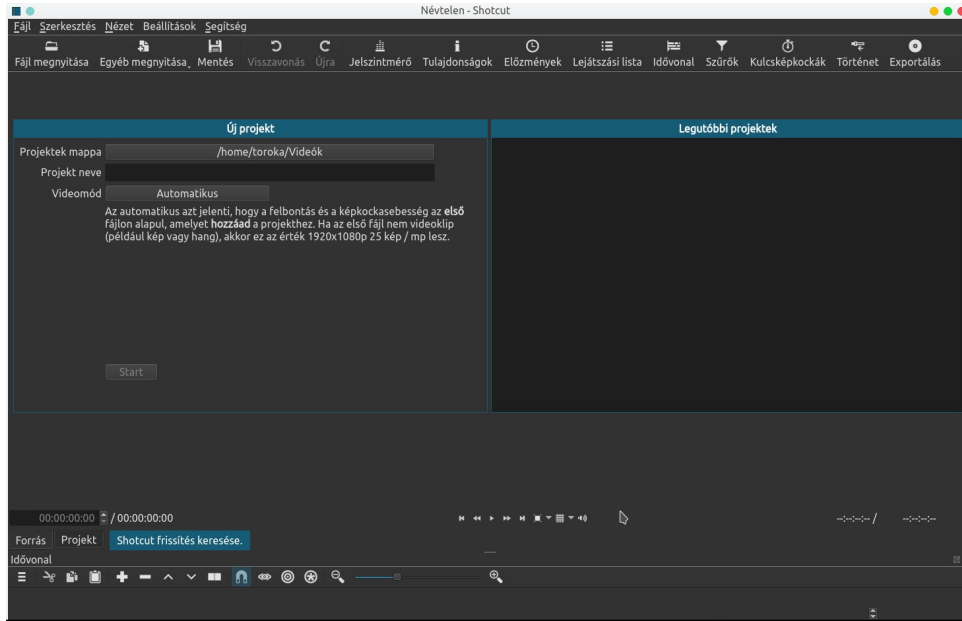 Névtelen - Shotcut
Fájl Szerkesztés Nézet Beállítások Segítség
Fájl megnyitása Egyéb megnyitása Mentés Visszavonás Újra Jelszintmérő Tulajdonságok Előzmények Lejátszási lista Idővonal Szűrők Kulcsképkockák Történet Exportálás
Új projekt
Legutóbbi projektek
Projektek mappa /home/toroka/Videók
Projekt neve
Videomód Automatikus
Az automatikus azt jelenti, hogy a felbontás és a képkockasebesség az első
fájlon alapul, amelyet hozzáad a projekthez. Ha az első fájl nem videoklip
(például kép vagy hang), akkor ez az érték 1920x1080p 25 kép / mp lesz.
Start
00:00:00:00 / 00:00:00:00 --:--:--:-- / --:--:--:--
Forrás Projekt Shotcut frissítés keresése.
Idővonal